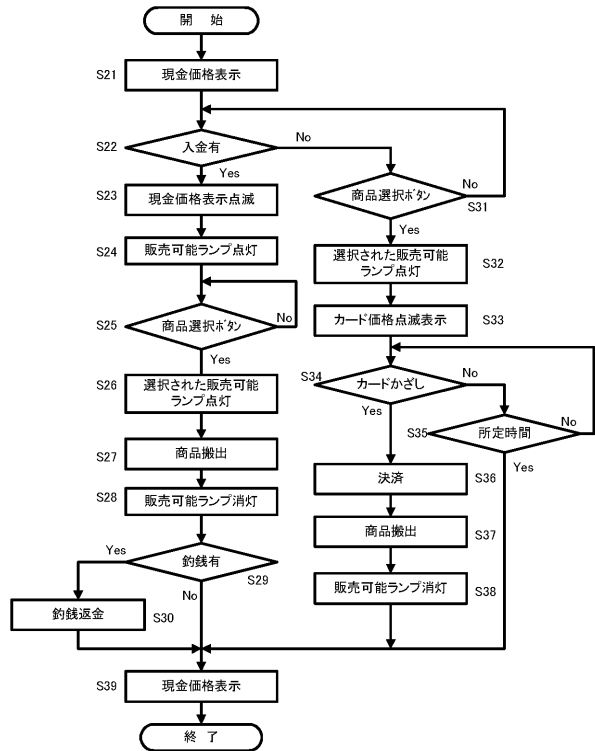 開 始
S21
現金価格表示
S22
入金有
No
Yes
S23
現金価格表示点滅
商品選択ボタン
No
S31
Yes
S24
販売可能ランプ点灯
選択された販売可能
ランプ点灯
S32
S25
商品選択ボタン
No
Yes
カード価格点滅表示
S33
S34
カードかざし
No
Yes
S26
選択された販売可能
ランプ点灯
S35
所定時間
No
Yes
S27
商品搬出
決済
S36
S28
販売可能ランプ消灯
商品搬出
S37
Yes
釣銭有
S29
No
販売可能ランプ消灯
S38
釣銭返金
S30
S39
現金価格表示
終 了